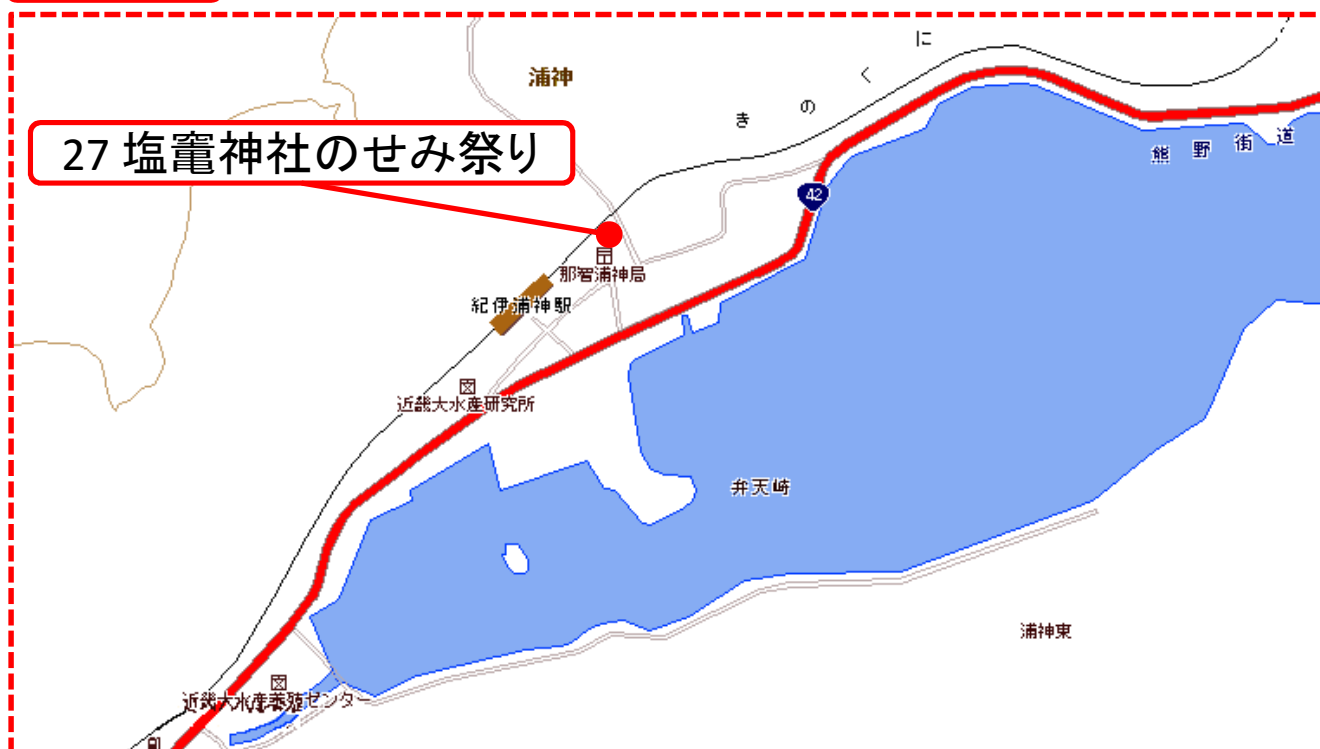 浦神
きのくに
熊野街道
27 塩竈神社のせみ祭り
42
那智浦神局
紀伊浦神駅
近畿大水産研究所
弁天崎
浦神東
近畿大水産養殖センター